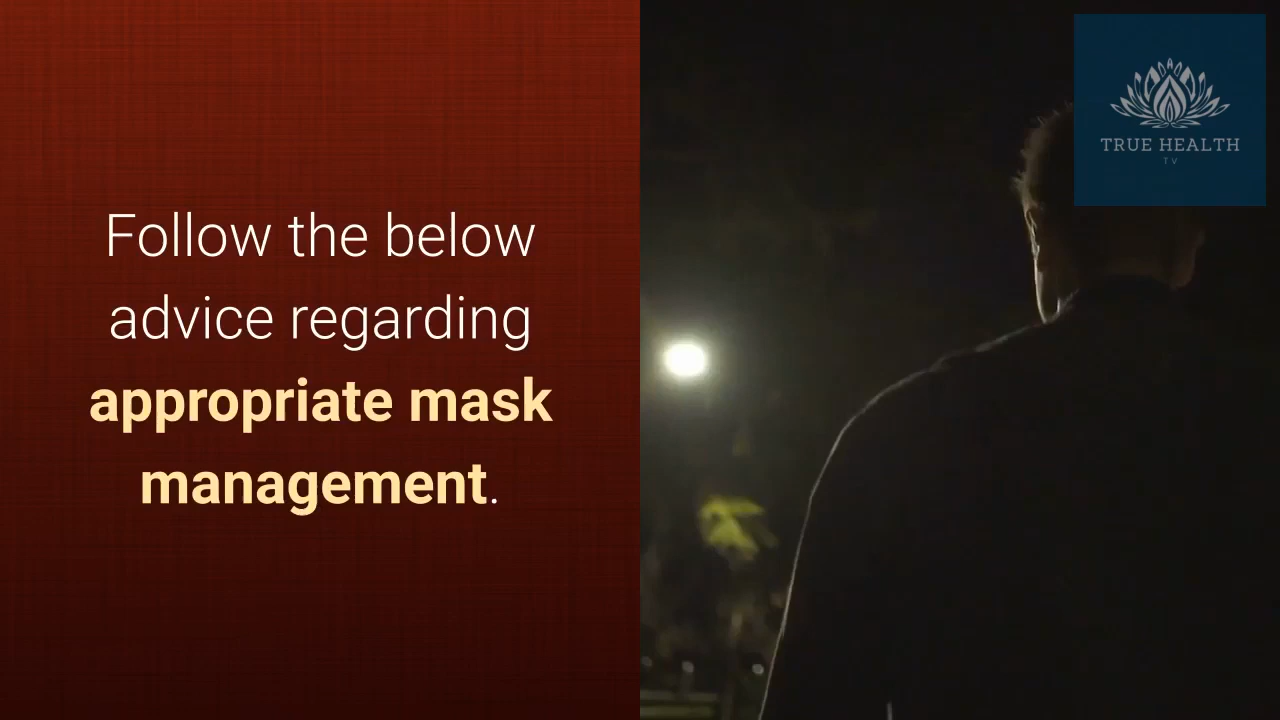 Follow the below
advice regarding
appropriate mask
management.
TRUE HEALTH
TV